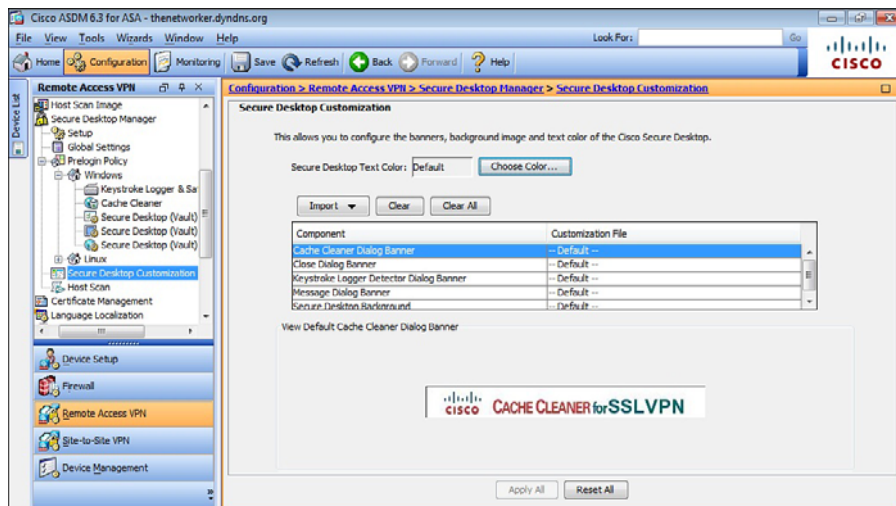 Cisco ASDM 6.3 for ASA - thenetworker.dyndns.org
File View Tools Wizards Window Help
Look For:
Go
Home Configuration Monitoring Save Refresh Back Forward Help
CISCO
Device List
Remote Access VPN
Host Scan Image
Secure Desktop Manager
Setup
Global Settings
Prelogin Policy
Windows
Keystroke Logger & Sa
Cache Cleaner
Secure Desktop (Vault)
Secure Desktop (Vault)
Secure Desktop (Vault)
Linux
Secure Desktop Customization
Host Scan
Certificate Management
Language Localization
Device Setup
Firewall
Remote Access VPN
Site-to-Site VPN
Device Management
Configuration > Remote Access VPN > Secure Desktop Manager > Secure Desktop Customization
Secure Desktop Customization
This allows you to configure the banners, background image and text color of the Cisco Secure Desktop.
Secure Desktop Text Color: Default Choose Color...
Import Clear Clear All
Component Customization File
Cache Cleaner Dialog Banner -- Default --
Close Dialog Banner -- Default --
Keystroke Logger Detector Dialog Banner -- Default --
Message Dialog Banner -- Default --
Secure Desktop Background -- Default --
View Default Cache Cleaner Dialog Banner
CISCO CACHE CLEANER for SSLVPN
Apply All Reset All